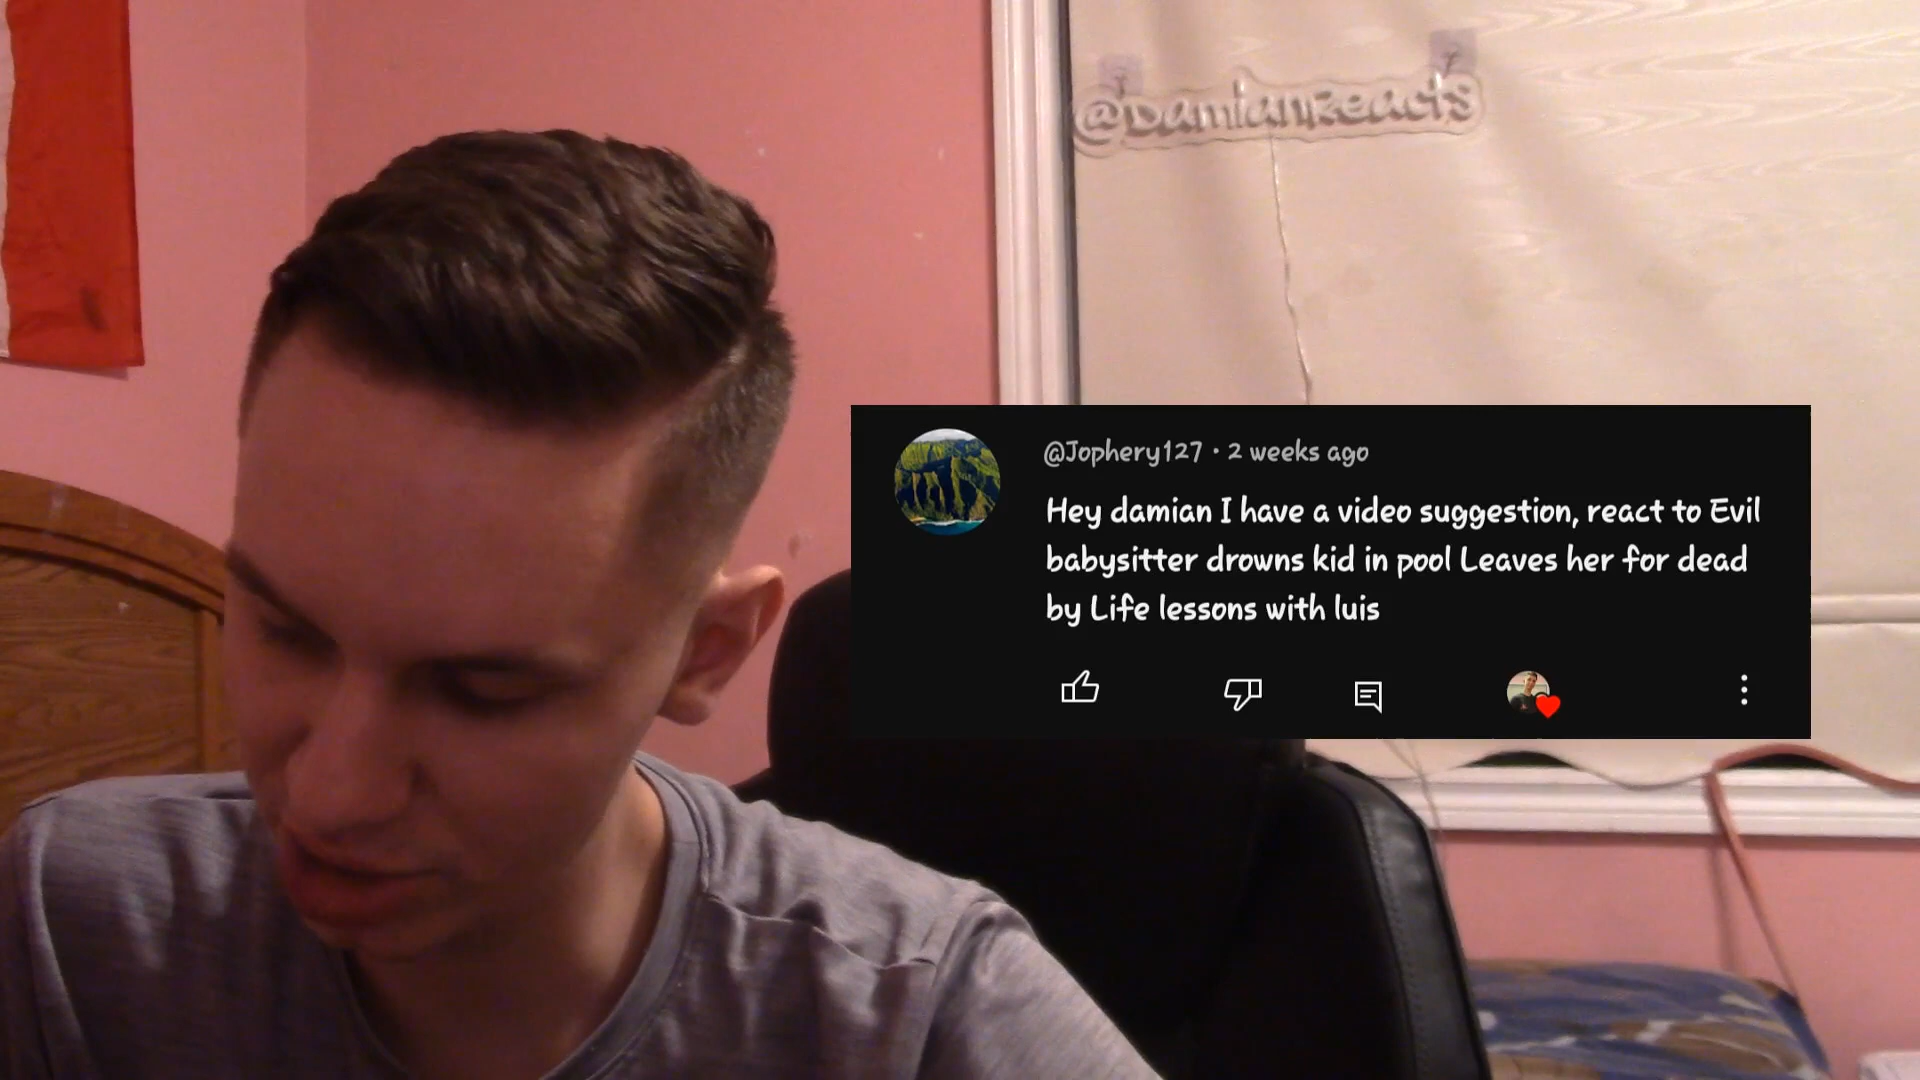 @DamianReacts
@Jophery127 · 2 weeks ago
Hey damian I have a video suggestion, react to Evil
babysitter drowns kid in pool Leaves her for dead
by Life lessons with luis